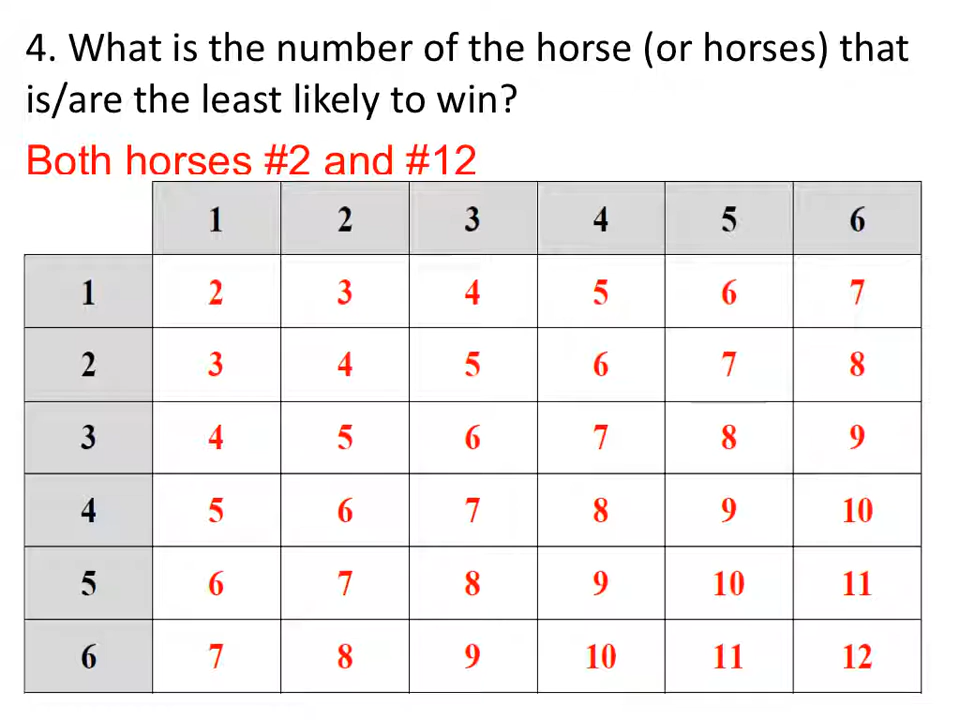 4. What is the number of the horse (or horses) that
is/are the least likely to win?
Both horses #2 and #12
1 2 3 4 5 6
1 2 3 4 5 6 7
2 3 4 5 6 7 8
3 4 5 6 7 8 9
4 5 6 7 8 9 10
5 6 7 8 9 10 11
6 7 8 9 10 11 12